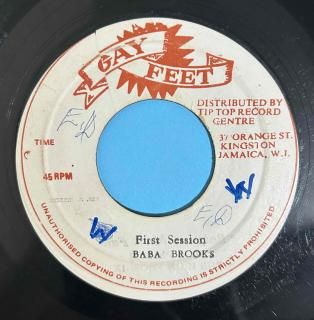 GAY
FEET
DISTRIBUTED BY
TIP TOP RECORD
CENTRE
37 ORANGE ST.
KINGSTON
JAMAICA, W.I.
E.D
TIME
45 RPM
W
W
E/D
First Session
BABA BROOKS
UNAUTHORISED COPYING OF THIS RECORDING IS STRICTLY PROHIBITED